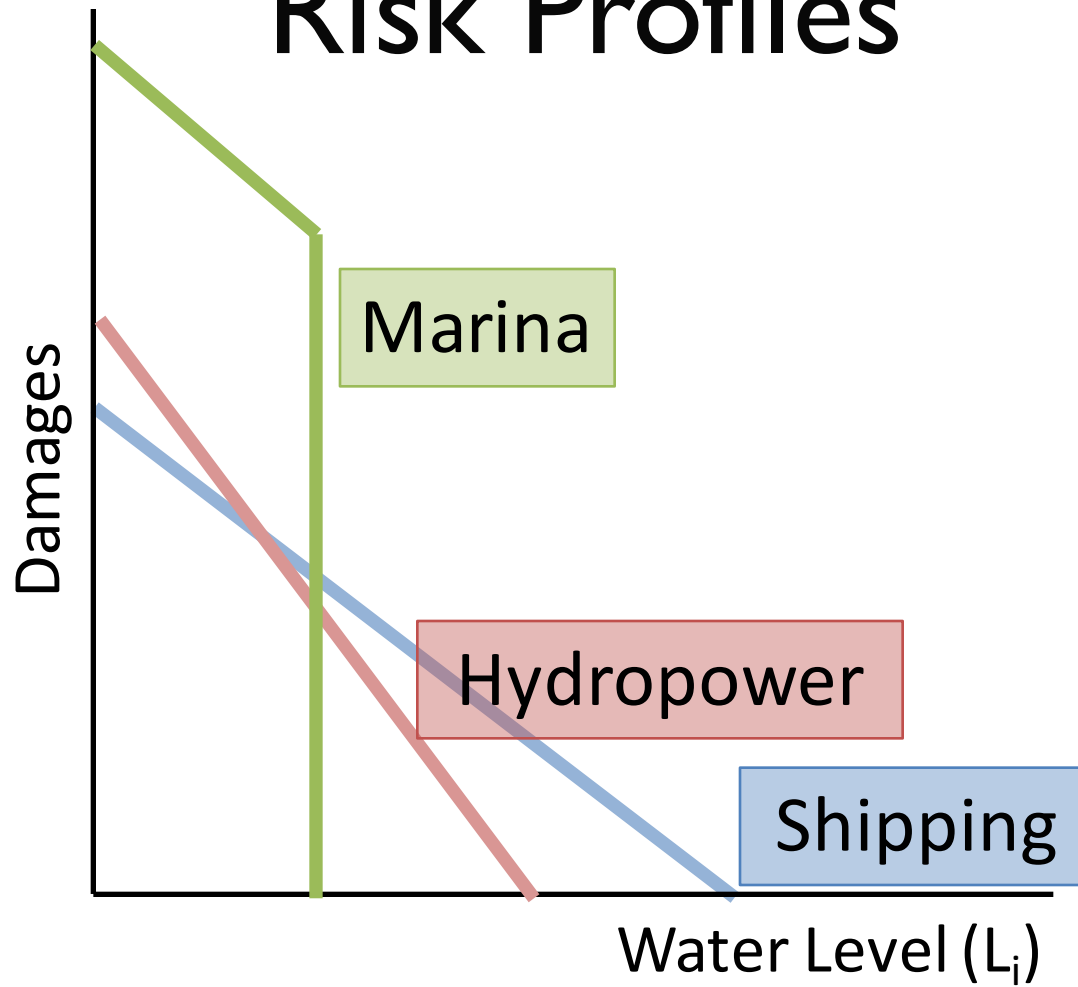 Risk Profiles
Marina
Damages
Hydropower
Shipping
Water Level (Li)